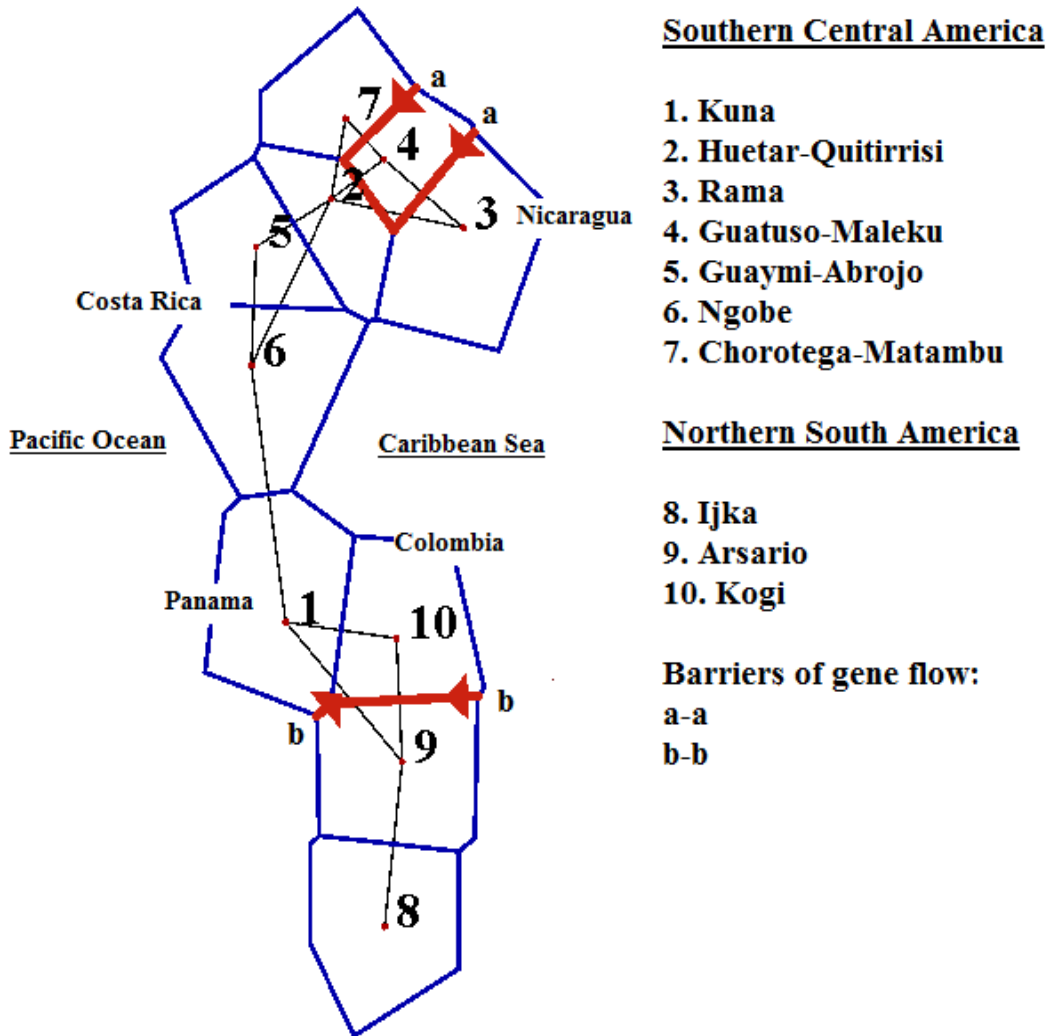 a
a
7
4
2
3
Nicaragua
5
Costa Rica
6
Pacific Ocean
Caribbean Sea
Colombia
Panama
1
10
b
b
9
8
Southern Central America
1. Kuna
2. Huetar-Quitirrisi
3. Rama
4. Guatuso-Maleku
5. Guaymi-Abrojo
6. Ngobe
7. Chorotega-Matambu
Northern South America
8. Ijka
9. Arsario
10. Kogi
Barriers of gene flow:
a-a
b-b